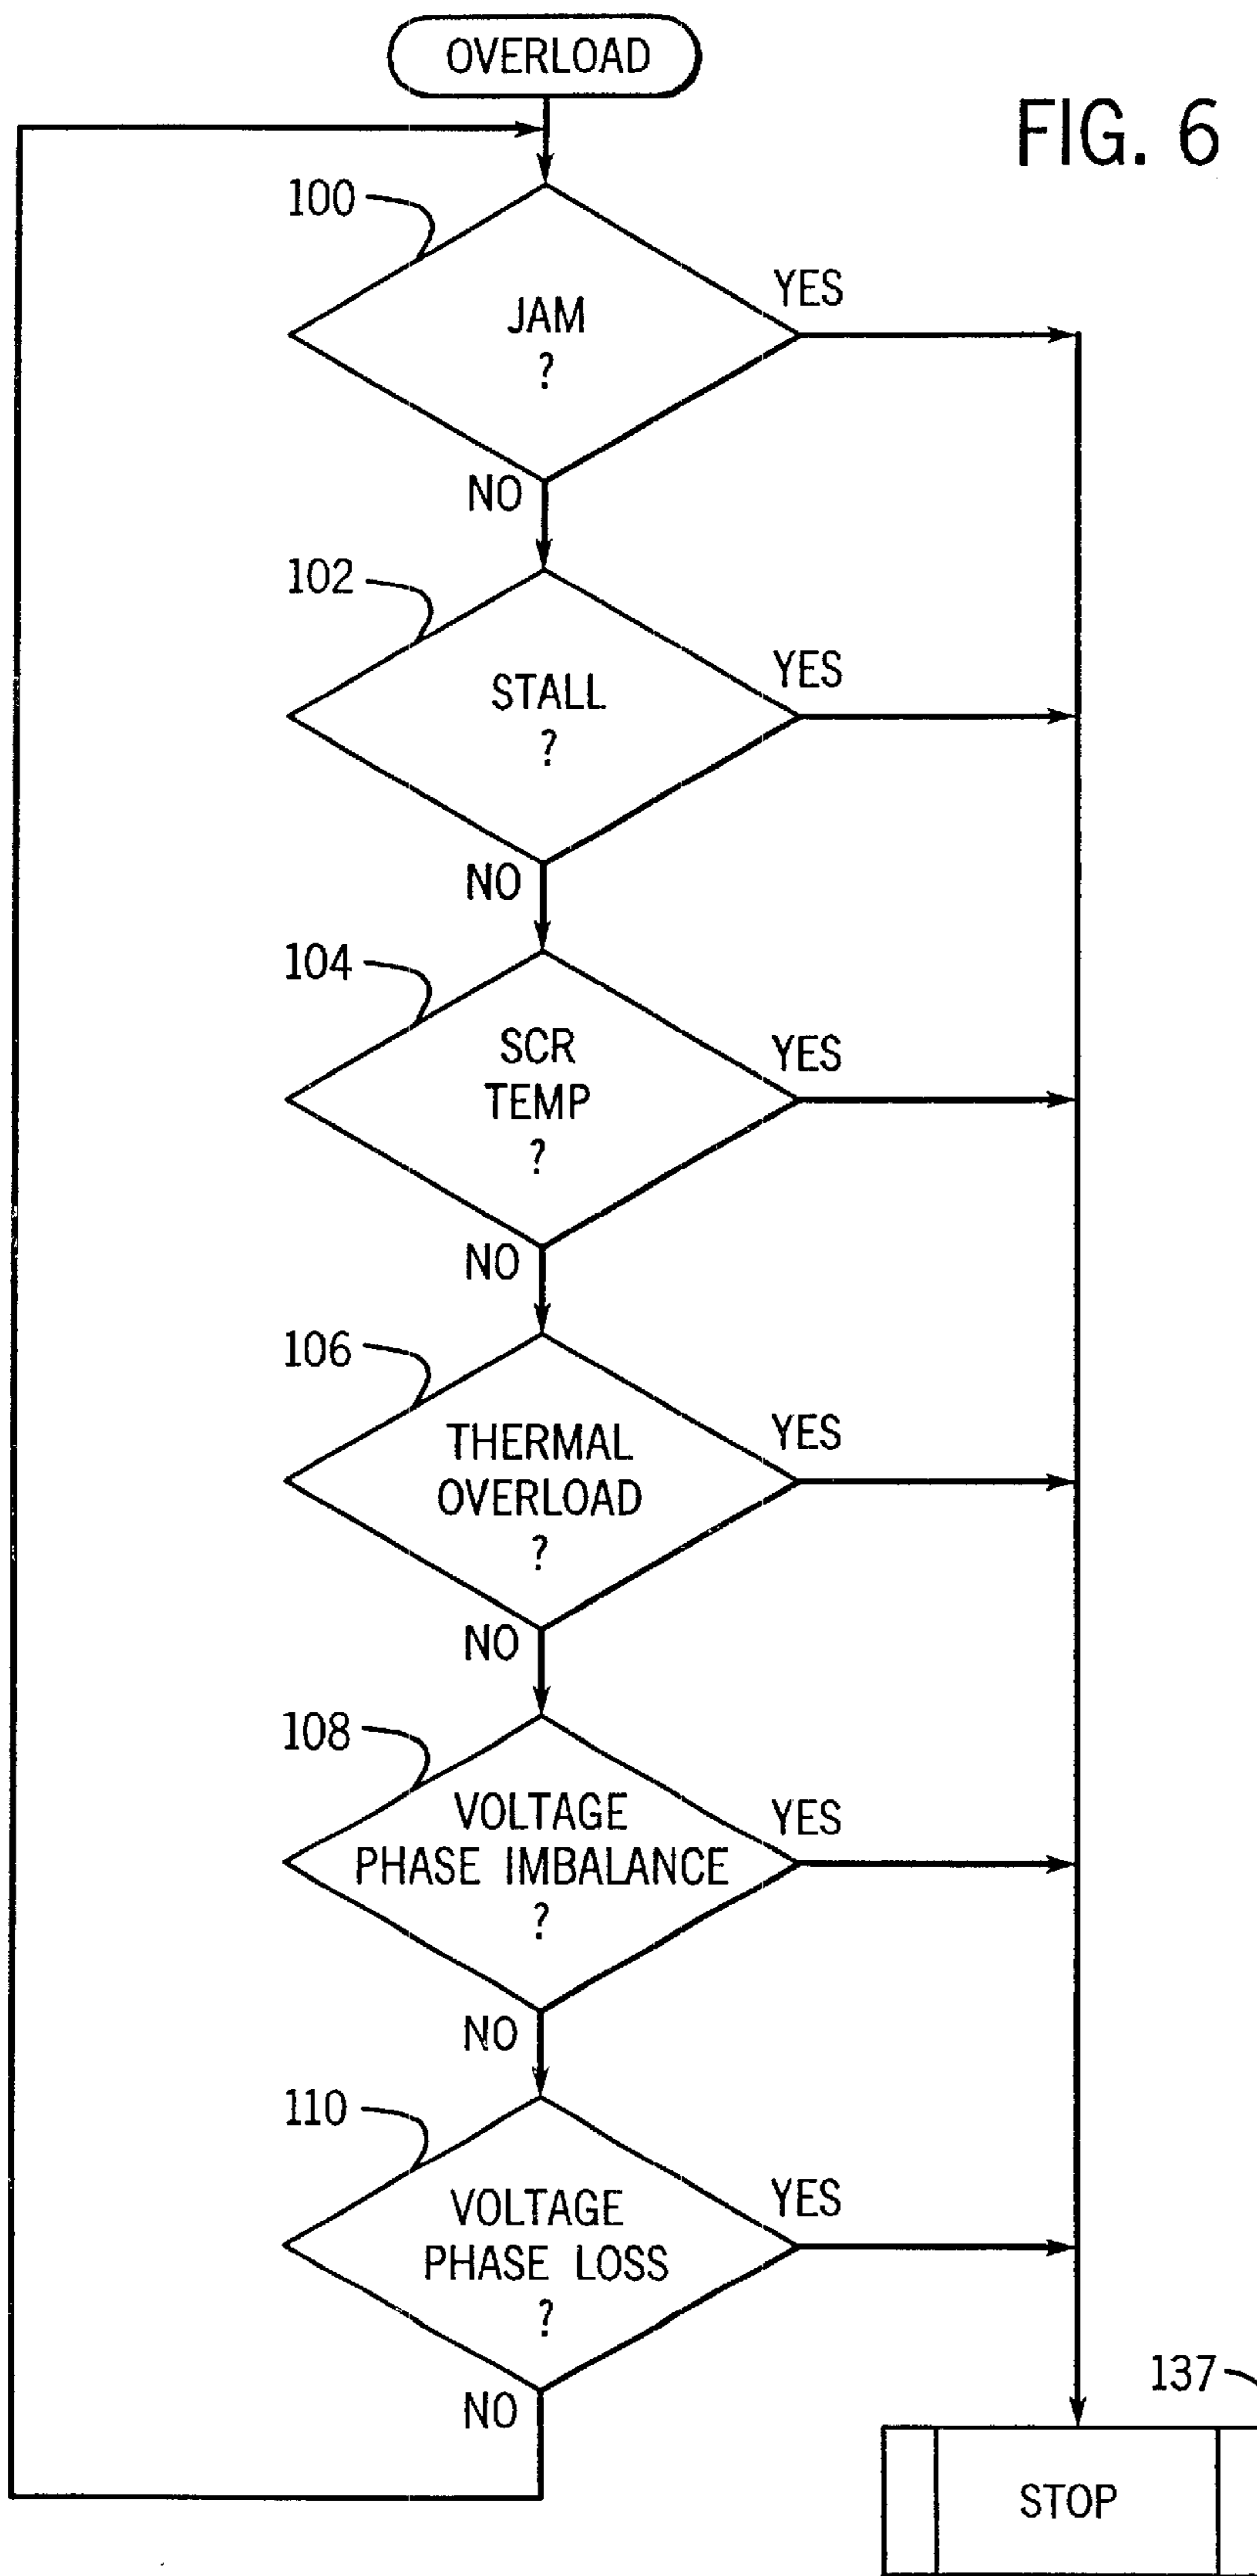 OVERLOAD
FIG. 6
100
JAM
?
YES
NO
102
STALL
?
YES
NO
104
SCR
TEMP
?
YES
NO
106
THERMAL
OVERLOAD
?
YES
NO
108
VOLTAGE
PHASE IMBALANCE
?
YES
NO
110
VOLTAGE
PHASE LOSS
?
YES
NO
137
STOP